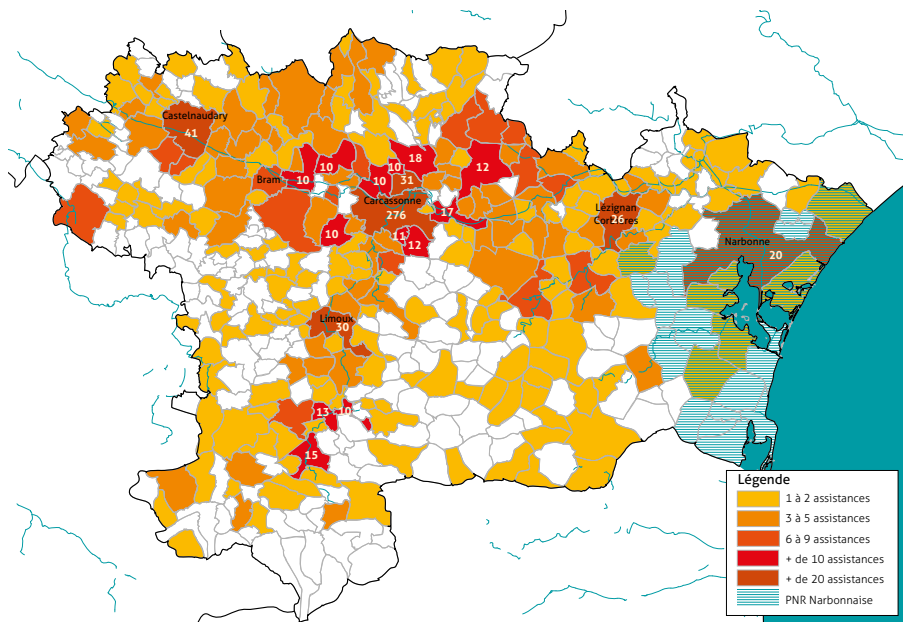 Castelnaudary
41
18
10
10
12
Bram
10
10
31
Carcassonne
276
17
Lézignan
Corbières
26
10
11
12
Narbonne
20
Limoux
30
13
10
15
Légende
1 à 2 assistances
3 à 5 assistances
6 à 9 assistances
+ de 10 assistances
+ de 20 assistances
PNR Narbonnaise